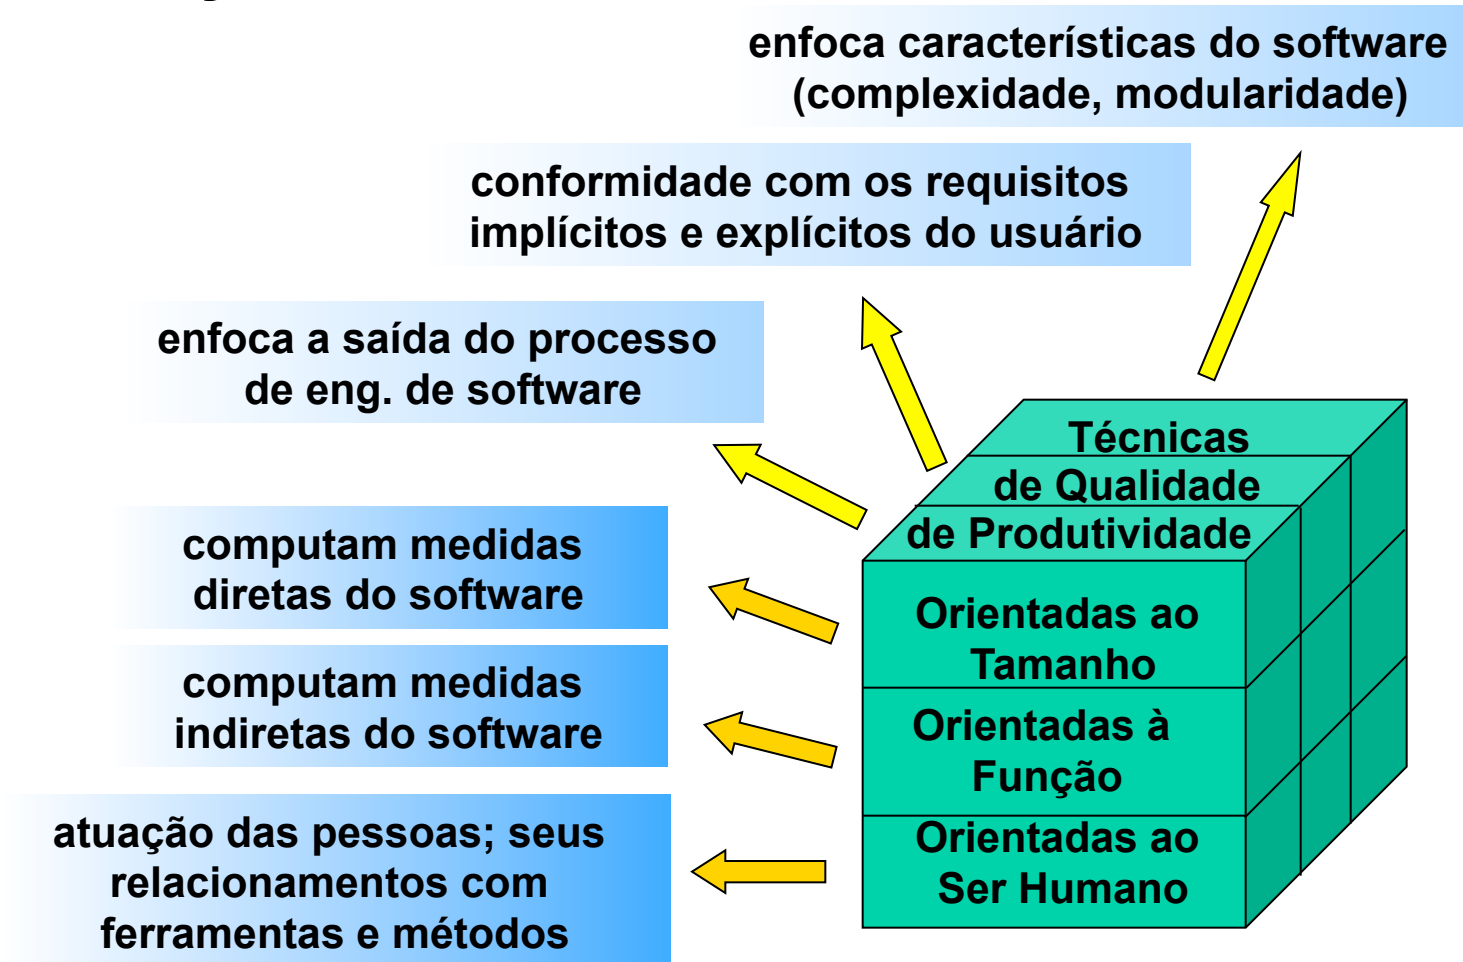 enfoca características do software
(complexidade, modularidade)
conformidade com os requisitos
implícitos e explícitos do usuário
enfoca a saída do processo
de eng. de software
computam medidas
diretas do software
computam medidas
indiretas do software
atuação das pessoas; seus
relacionamentos com
ferramentas e métodos
Técnicas
de Qualidade
de Produtividade
Orientadas ao
Tamanho
Orientadas à
Função
Orientadas ao
Ser Humano